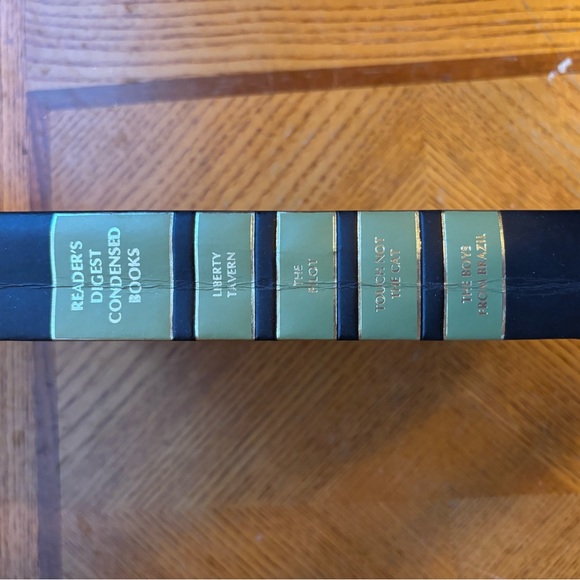 READER'S
DIGEST
CONDENSED
BOOKS
LIBERTY
TAVERN
THE
PILOT
TOUCH NOT
THE CAT
THE BOYS
FROM BRAZIL